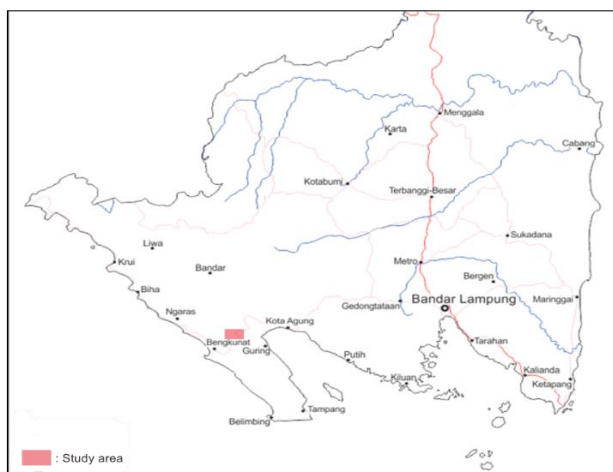 Menggala
Karta
Cabang
Kotabumi
Terbanggi-Besar
Sukadana
Liwa
Krui
Bandar
Metro
Bergen
Biha
Maringgai
Gedongtataan
Bandar Lampung
Ngaras
Kota Agung
Bengkunat
Guring
Tarahan
Putih
Kiluan
Kalianda
Ketapang
Tampang
Belimbing
: Study area